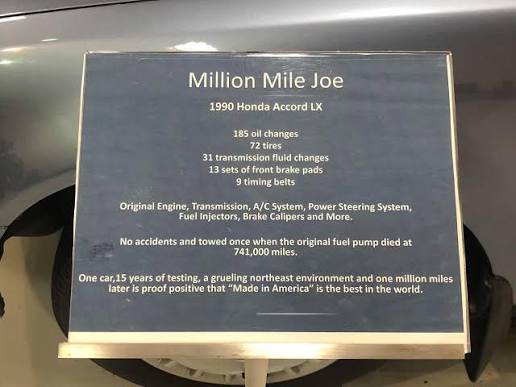 Million Mile Joe
1990 Honda Accord LX
185 oil changes
72 tires
31 transmission fluid changes
13 sets of front brake pads
9 timing belts
Original Engine, Transmission, A/C System, Power Steering System,
Fuel Injectors, Brake Calipers and More.
No accidents and towed once when the original fuel pump died at
741,000 miles.
One car,15 years of testing, a grueling northeast environment and one million miles
later is proof positive that “Made in America” is the best in the world.